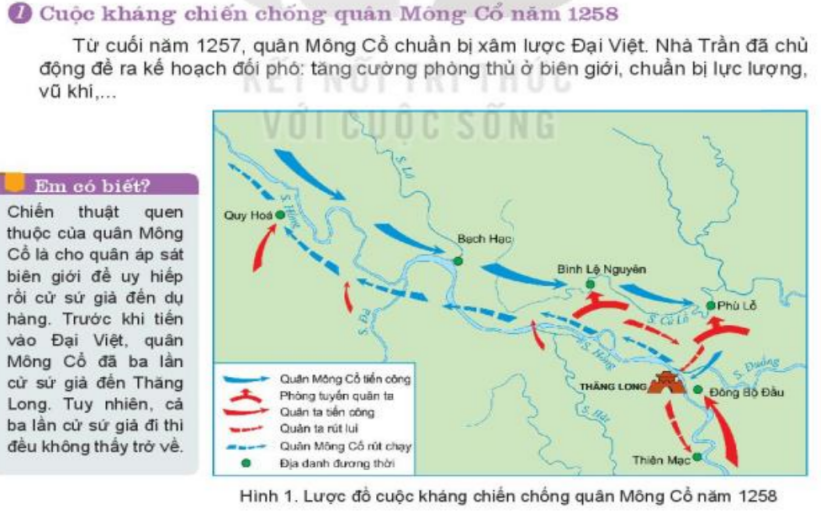 1 Cuộc kháng chiến chống quân Mông Cổ năm 1258
Từ cuối năm 1257, quân Mông Cổ chuẩn bị xâm lược Đại Việt. Nhà Trần đã chủ
động đề ra kế hoạch đối phó: tăng cường phòng thủ ở biên giới, chuẩn bị lực lượng,
vũ khí,...
KẾT NỐI TRI THỨC
VỚI CUỘC SỐNG
Em có biết?
Chiến thuật quen
thuộc của quân Mông
Cổ là cho quân áp sát
biên giới để uy hiếp
rồi cử sứ giả đến dụ
hàng. Trước khi tiến
vào Đại Việt, quân
Mông Cổ đã ba lần
cử sứ giả đến Thăng
Long. Tuy nhiên, cả
ba lần cử sứ giả đi thì
đều không thấy trở về.
S. Lô
Quy Hoá
S. Hồng
Bạch Hạc
Bình Lệ Nguyên
Phù Lỗ
S. Cà Lồ
S. Đà
S. Hồng
S. Đuống
THĂNG LONG
Đông Bộ Đầu
S. Hát
Thiên Mạc
Quân Mông Cổ tiến công
Phòng tuyến quân ta
Quân ta tiến công
Quân ta rút lui
Quân Mông Cổ rút chạy
Địa danh đương thời
Hình 1. Lược đồ cuộc kháng chiến chống quân Mông Cổ năm 1258